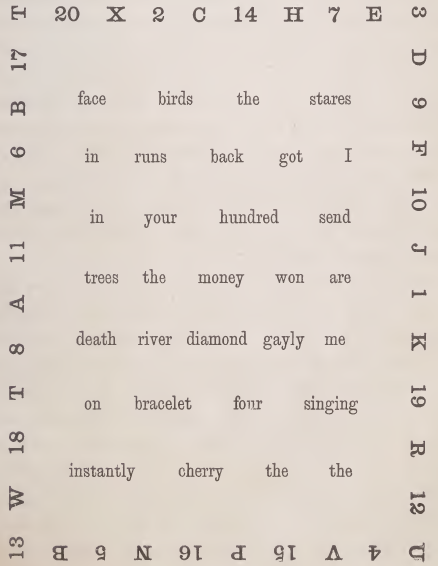 T 20 X 2 C 14 H 7 E 3
D 9 F 10 J 1 K 19 R 12 U
4 V 15 P 16 N 5 B
13 W 18 T 8 A 11 M 6 B 17
face birds the stares
in runs back got I
in your hundred send
trees the money won are
death river diamond gayly me
on bracelet four singing
instantly cherry the the